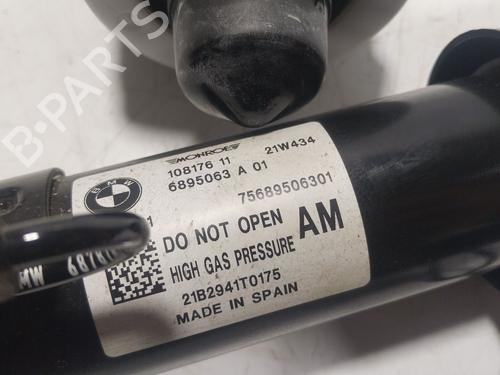 B-PARTS
MONROE
108176 11 21W434
6895063 A 01
BMW
75689506301
DO NOT OPEN
AM
HIGH GAS PRESSURE
21B2941T0175
MADE IN SPAIN